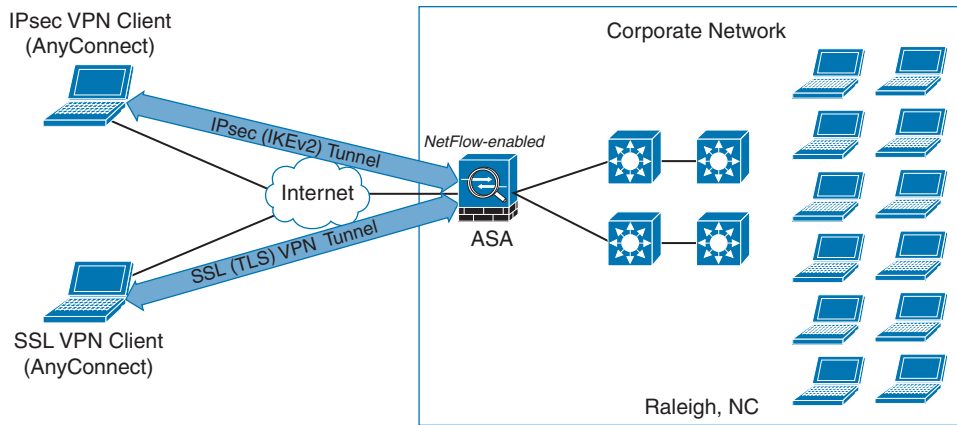 IPsec VPN Client
(AnyConnect)
Corporate Network
IPsec (IKEv2) Tunnel
NetFlow-enabled
Internet
ASA
SSL (TLS) VPN Tunnel
SSL VPN Client
(AnyConnect)
Raleigh, NC